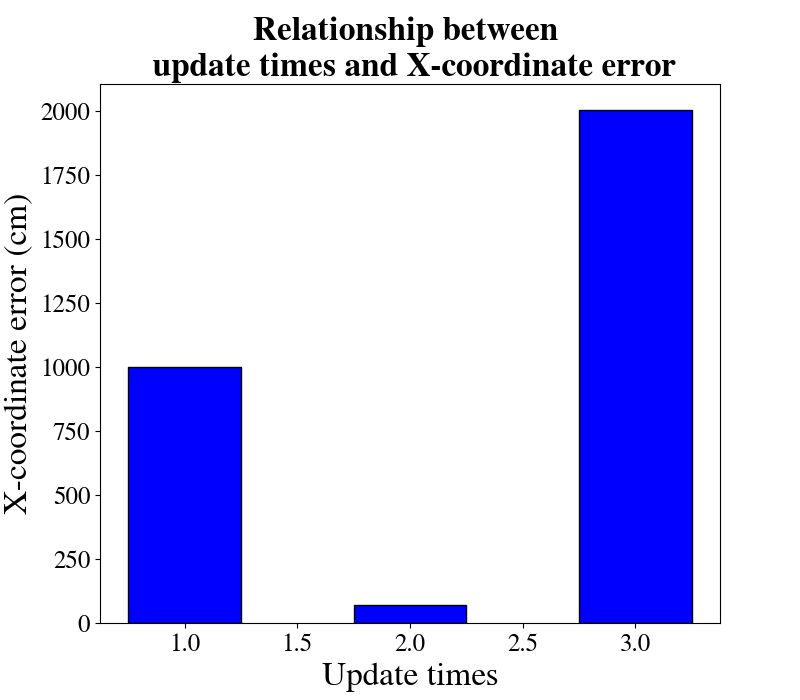 Relationship between
update times and X-coordinate error
X-coordinate error (cm)
2000
1750
1500
1250
1000
750
500
250
0
1.0 1.5 2.0 2.5 3.0
Update times